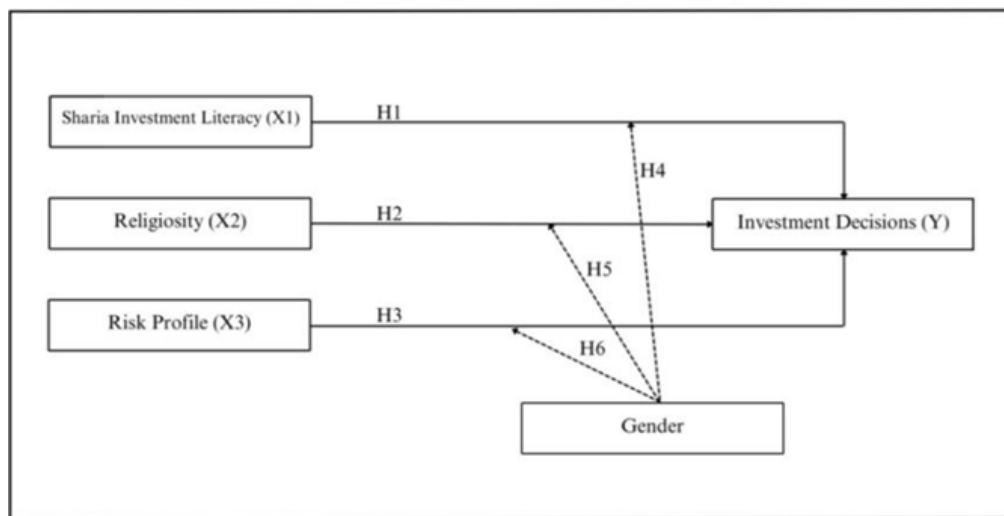 Sharia Investment Literacy (X1)
H1
H4
Religiosity (X2)
H2
Investment Decisions (Y)
H5
Risk Profile (X3)
H3
H6
Gender